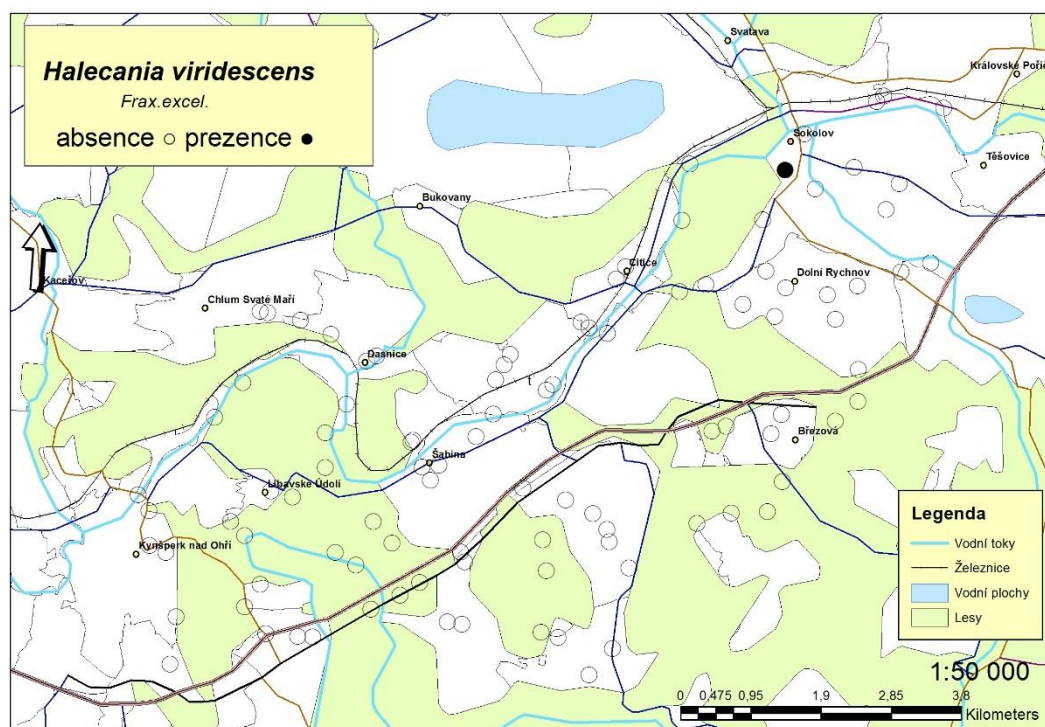 Halecania viridescens
Frax.excel.
absence ○ prezence ●
Svatava
Sokolov
Těšovice
Bukovany
Kaceřov
Citice
Dolní Rychnov
Chlum Svaté Maří
Dasnice
t
Březová
Šabina
Libavské Údolí
Kynšperk nad Ohří
Legenda
Vodní toky
Železnice
Vodní plochy
Lesy
1:50 000
0 0,475 0,95 1,9 2,85 3,8
Kilometers